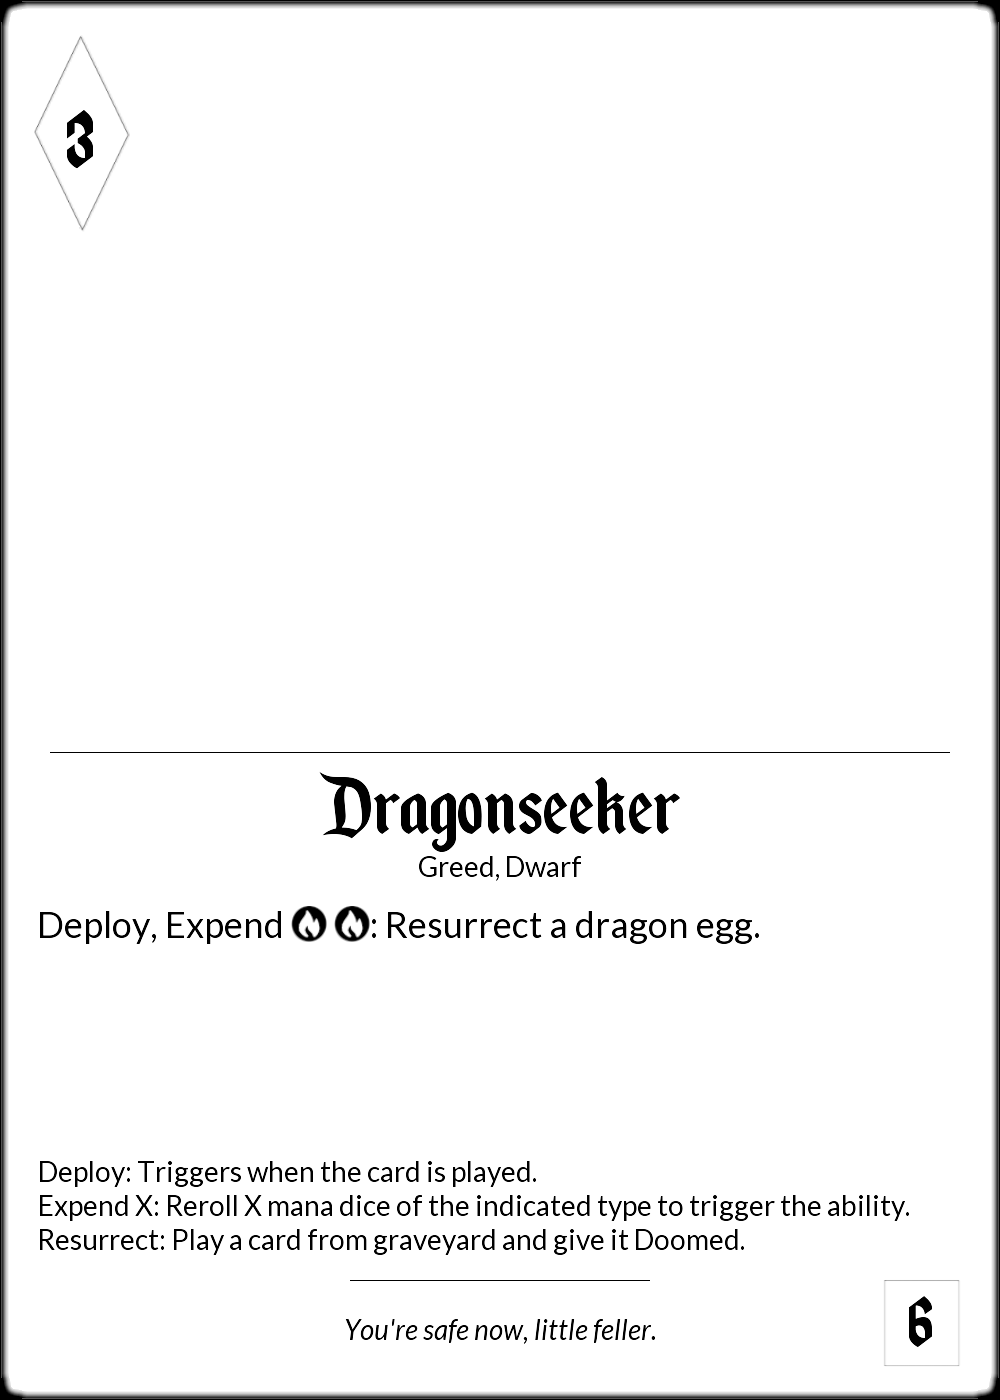 3
Dragonseeker
Greed, Dwarf
Deploy, Expend : Resurrect a dragon egg.
Deploy: Triggers when the card is played.
Expend X: Reroll X mana dice of the indicated type to trigger the ability.
Resurrect: Play a card from graveyard and give it Doomed.
You're safe now, little feller.
6